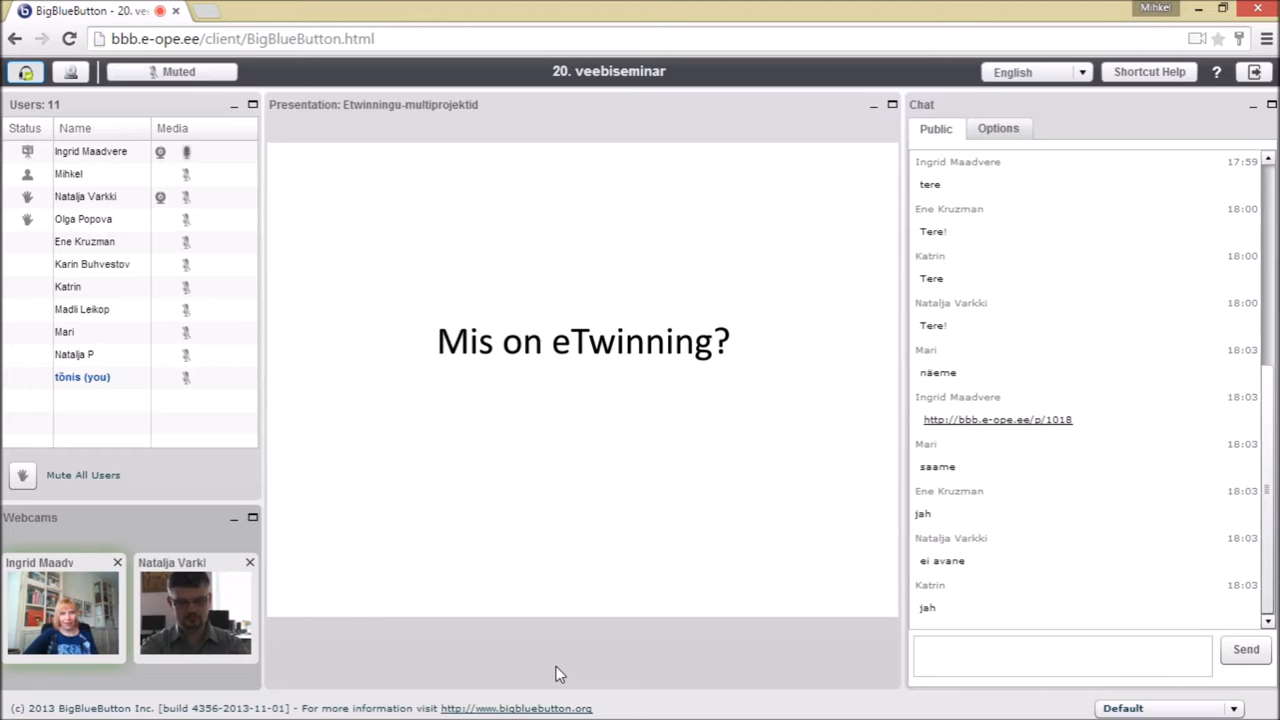 BigBlueButton - 20. vee
Mihkel
bbb.e-ope.ee/client/BigBlueButton.html
Muted
20. veebiseminar
English
Shortcut Help
?
Users: 11
Status Name Media
Ingrid Maadvere
Mihkel
Natalja Varkki
Olga Popova
Ene Kruzman
Karin Buhvestov
Katrin
Madli Leikop
Mari
Natalja P
tõnis (you)
Mute All Users
Webcams
Ingrid Maadv
Natalja Varkl
Presentation: Etwinningu-multiprojektid
Mis on eTwinning?
Chat
Public
Options
Ingrid Maadvere 17:59
tere
Ene Kruzman 18:00
Tere!
Katrin 18:00
Tere
Natalja Varkki 18:00
Tere!
Mari 18:03
näeme
Ingrid Maadvere 18:03
http://bbb.e-ope.ee/p/1018
Mari 18:03
saame
Ene Kruzman 18:03
jah
Natalja Varkki 18:03
ei avane
Katrin 18:03
jah
Send
(c) 2013 BigBlueButton Inc. [build 4356-2013-11-01] - For more information visit http://www.bigbluebutton.org
Default